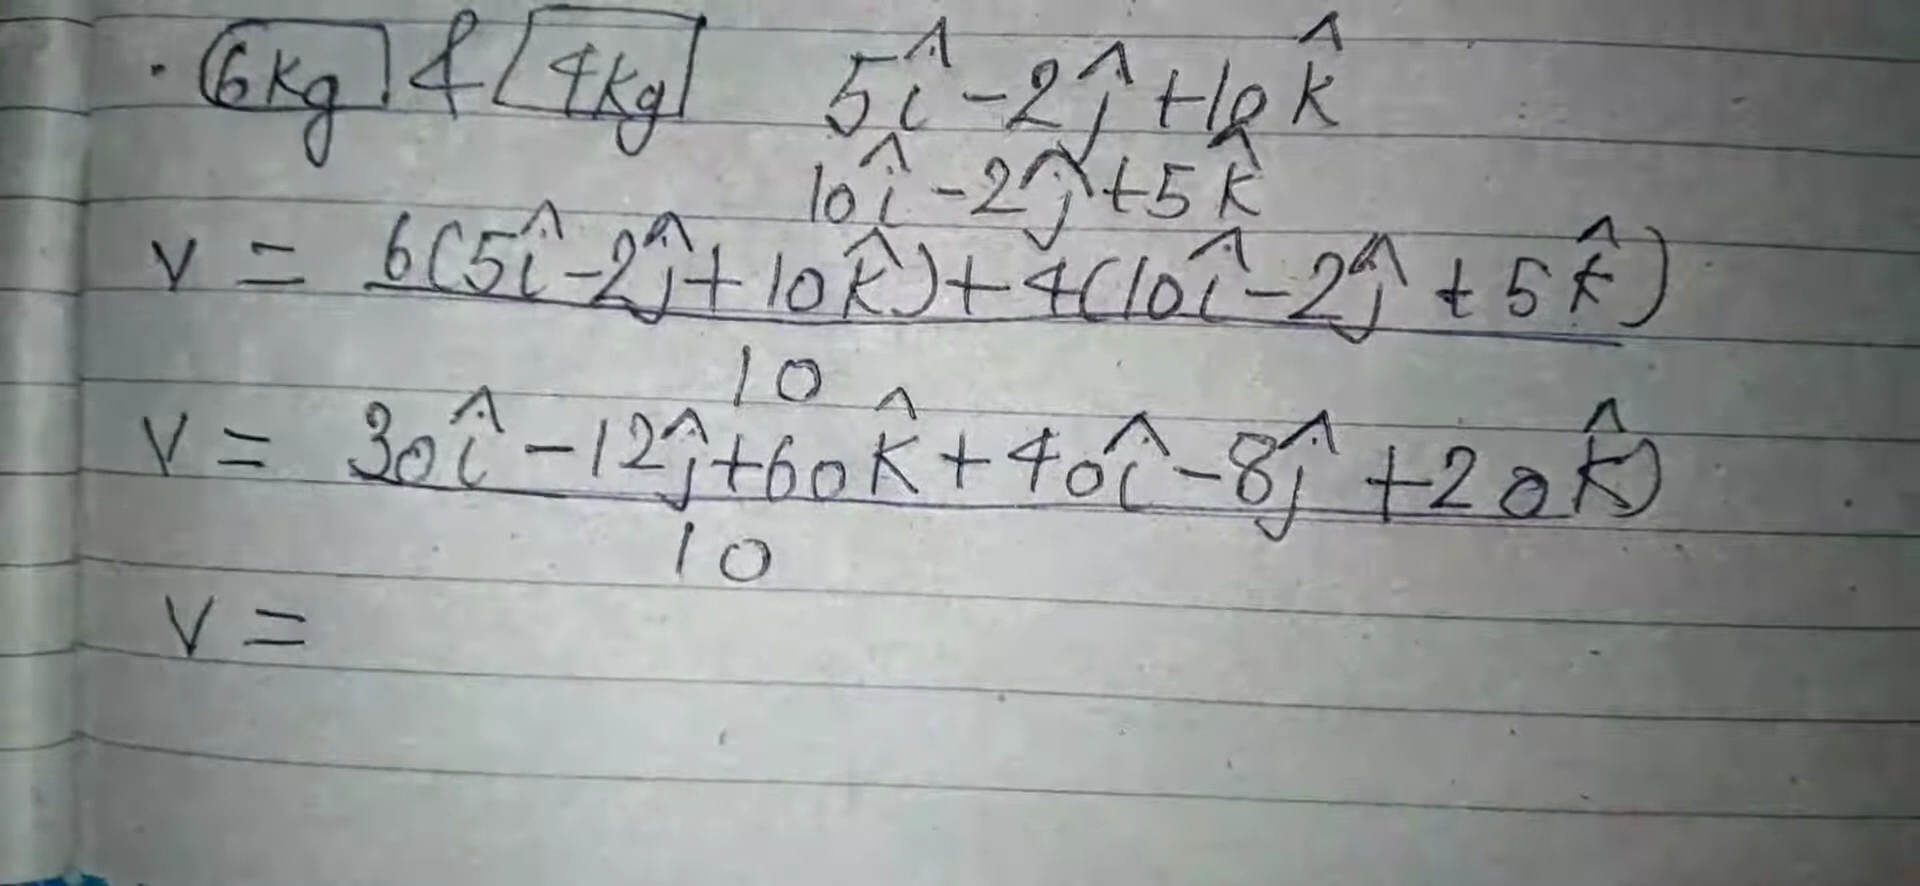 . 6kg & 4kg 5î - 2ĵ + 10k̂
10î - 2ĵ + 5k̂
v = 6(5î - 2ĵ + 10k̂) + 4(10î - 2ĵ + 5k̂)
10
v = 30î - 12ĵ + 60k̂ + 40î - 8ĵ + 20k̂)
10
v =